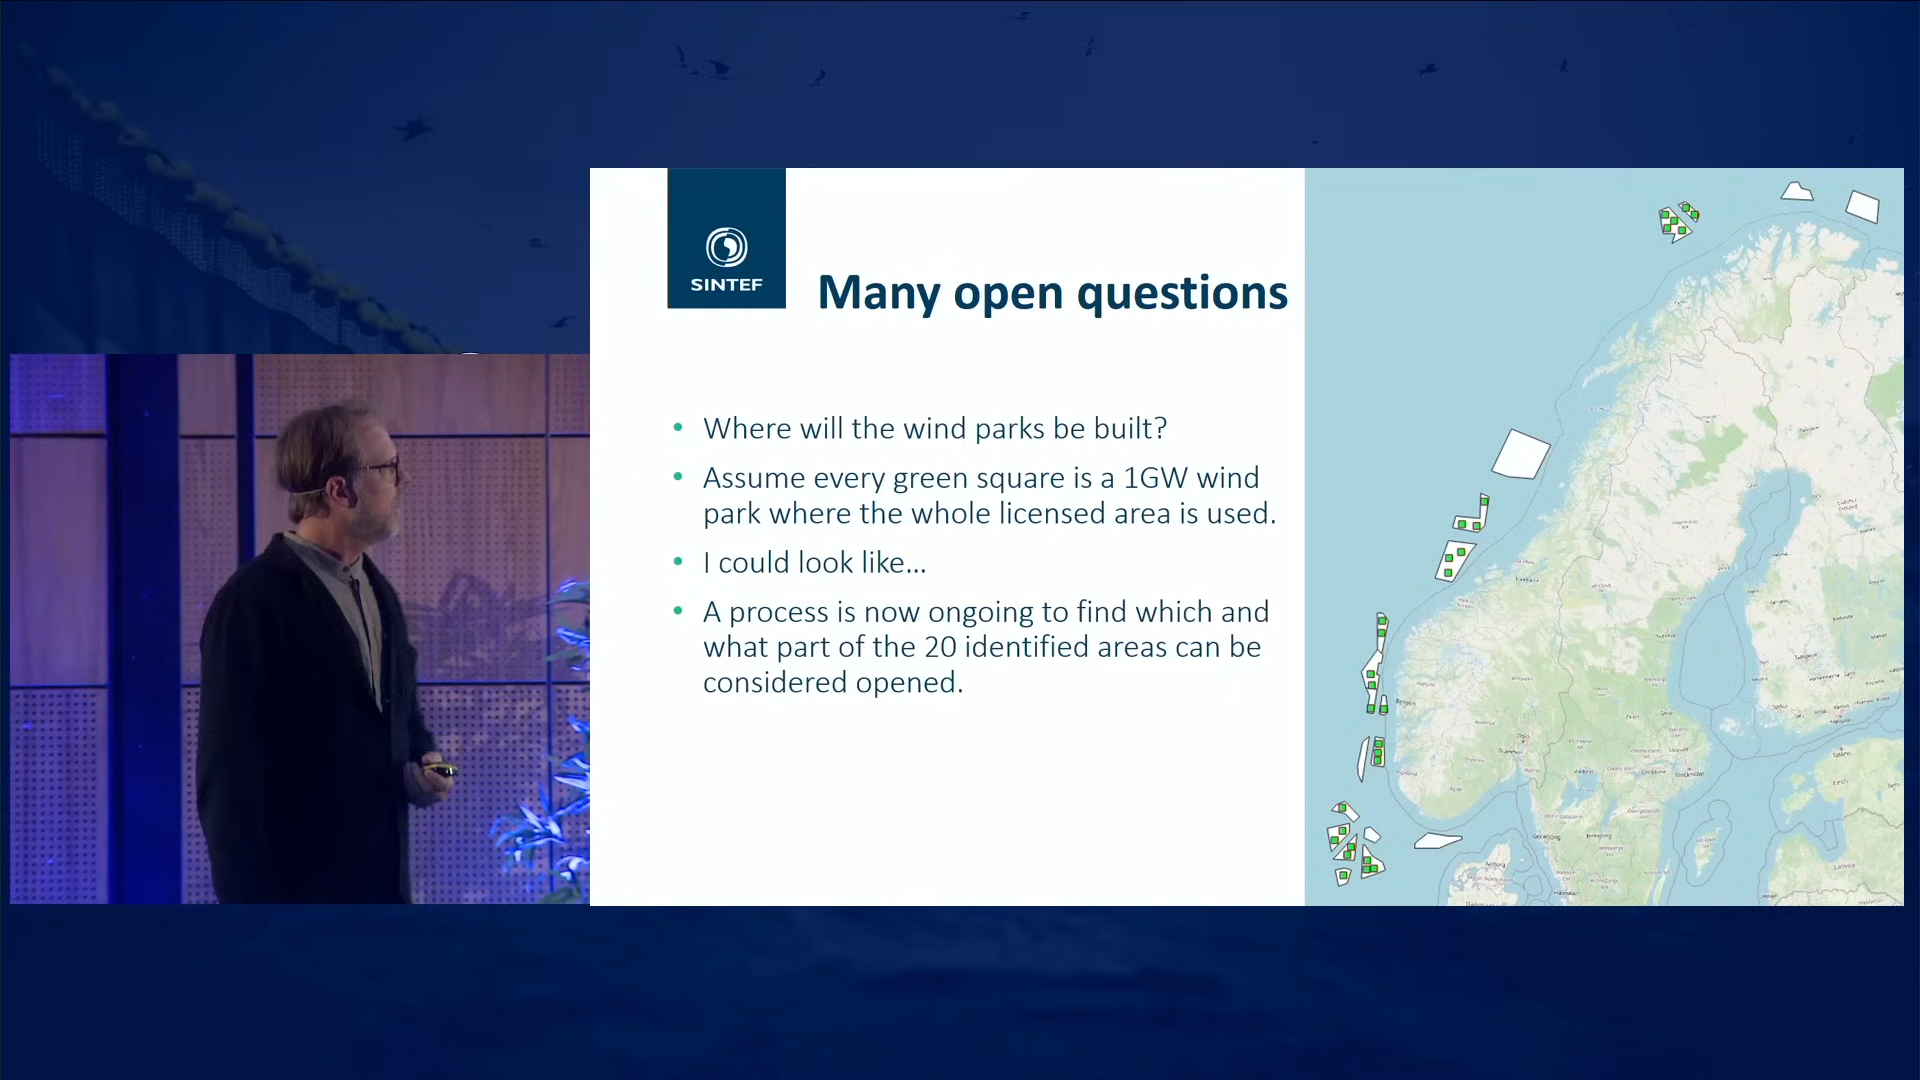 SINTEF
Many open questions
• Where will the wind parks be built?
• Assume every green square is a 1GW wind
park where the whole licensed area is used.
• I could look like...
• A process is now ongoing to find which and
what part of the 20 identified areas can be
considered opened.